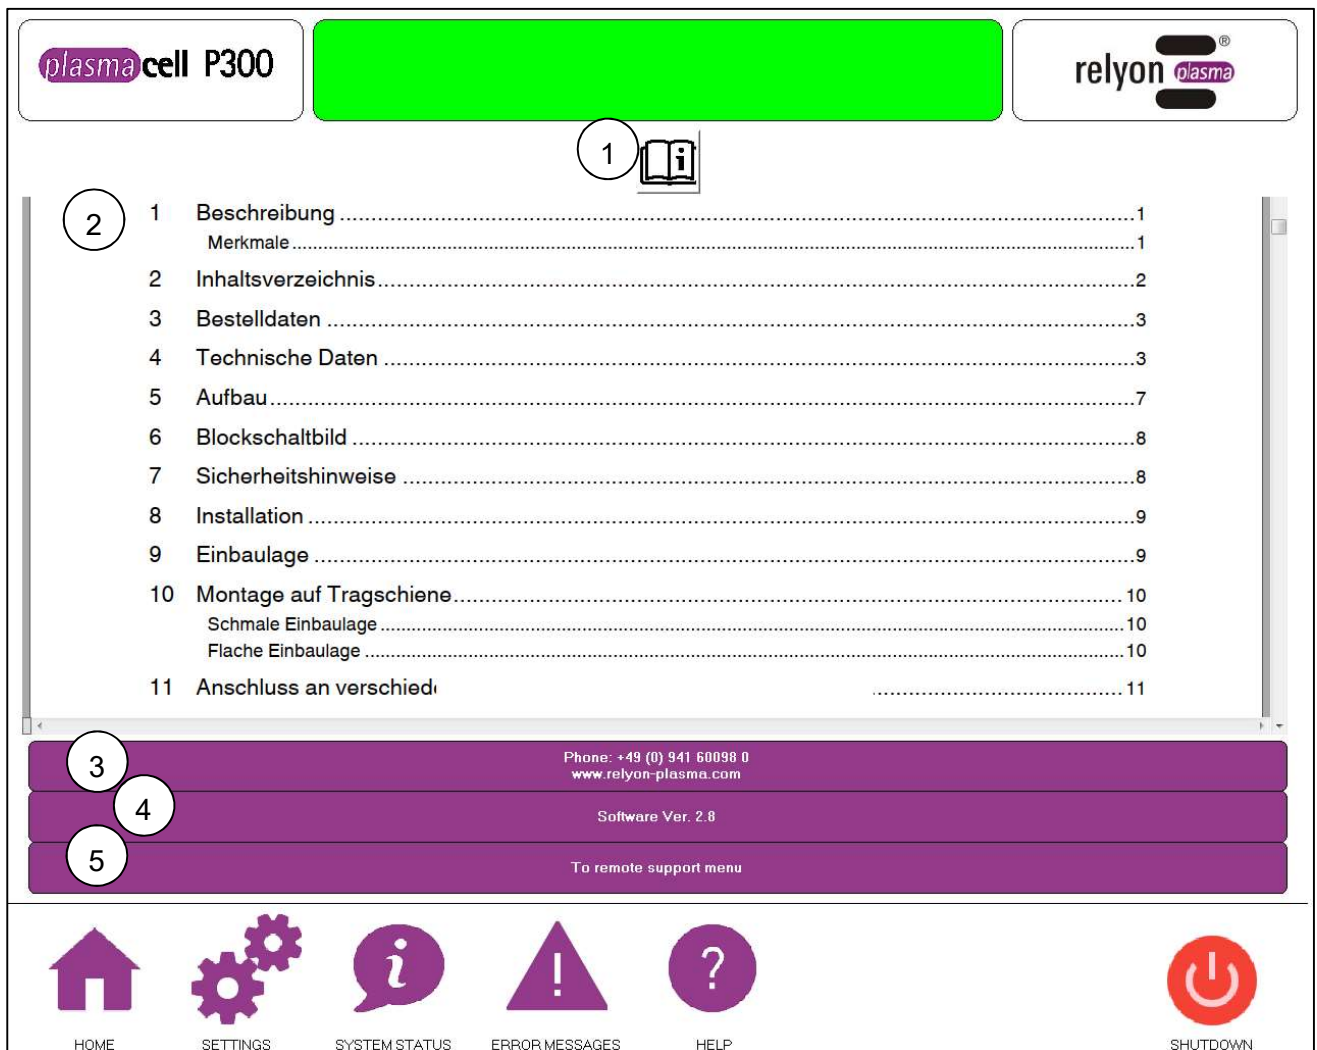 plasma cell P300
relyon plasma ®
1
2
1 Beschreibung ........ 1
Merkmale ........ 1
2 Inhaltsverzeichnis ........ 2
3 Bestelldaten ........ 3
4 Technische Daten ........ 3
5 Aufbau ........ 7
6 Blockschaltbild ........ 8
7 Sicherheitshinweise ........ 8
8 Installation ........ 9
9 Einbaulage ........ 9
10 Montage auf Tragschiene ........ 10
Schmale Einbaulage ........ 10
Flache Einbaulage ........ 10
11 Anschluss an ........ 11
3
Phone: +49 (0) 941 60098 0
www.relyon-plasma.com
4
Software Ver. 2.8
5
To remote support menu
HOME SETTINGS SYSTEM STATUS ERROR MESSAGES HELP SHUTDOWN